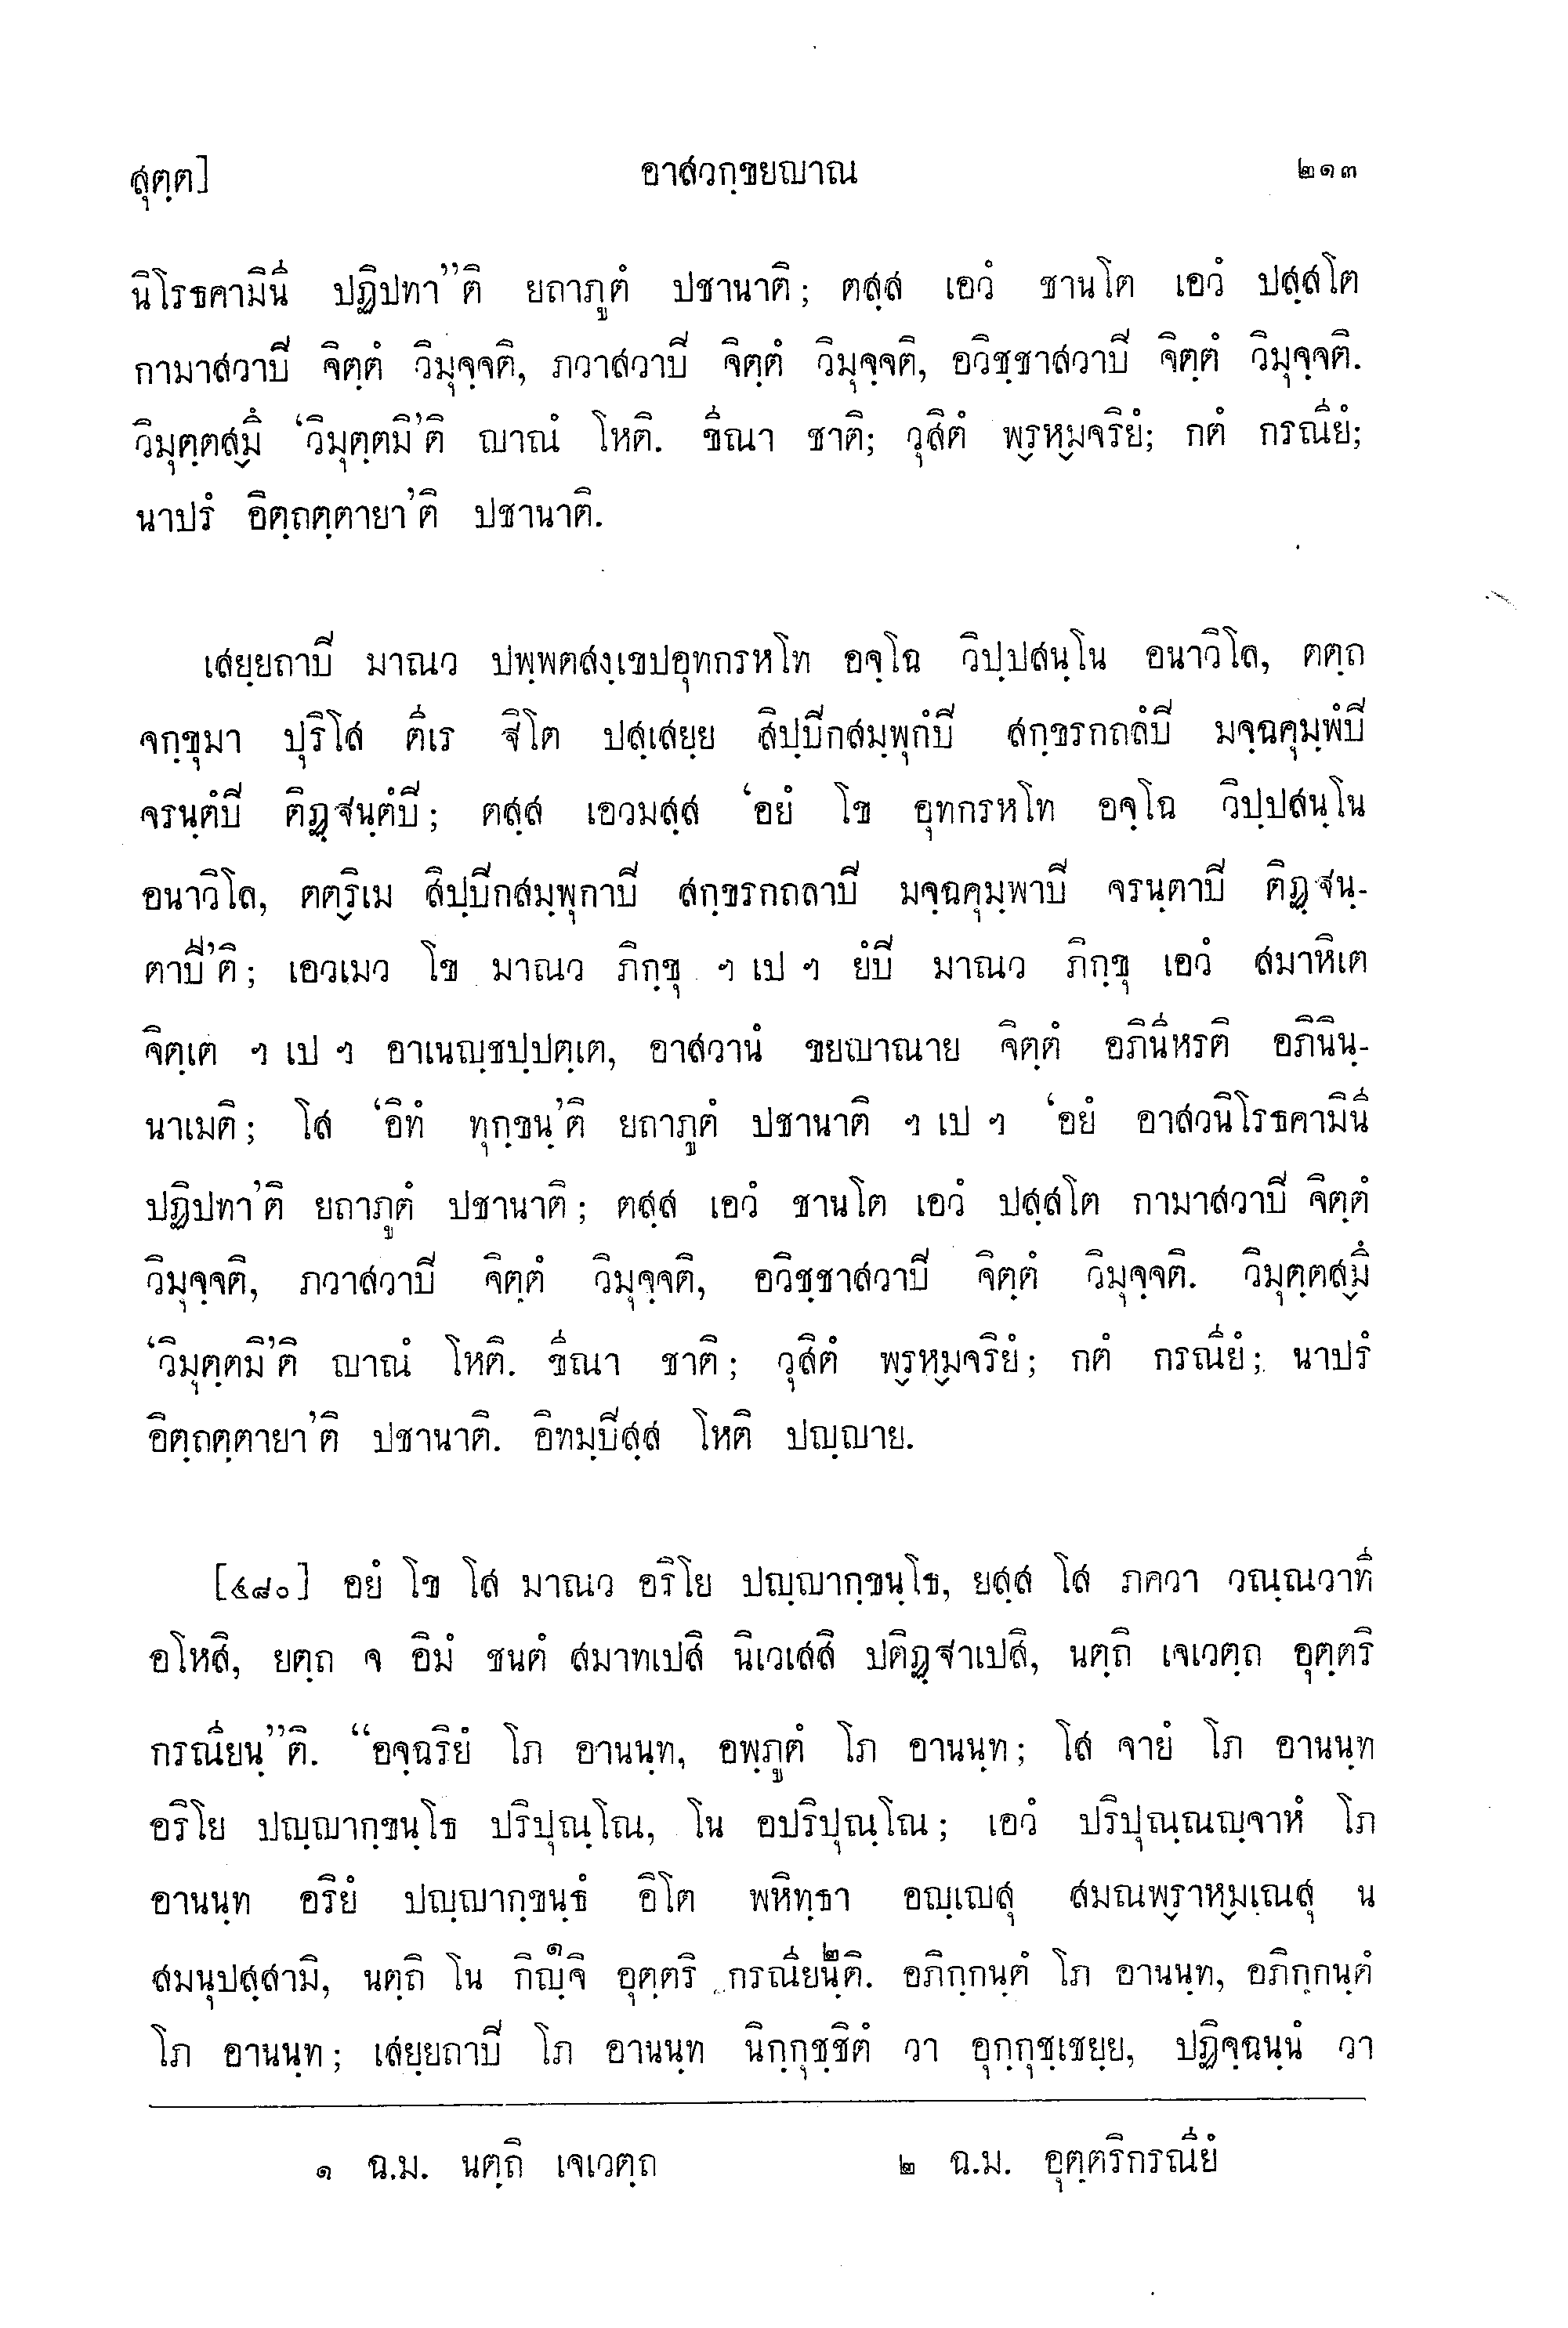 สุตฺต]
อาสวกฺขยญาณ
๒๑๓
นิโรธคามินี ปฏิปทา”ติ ยถาภูตํ ปชานาติ; ตสฺส เอวํ ชานโต เอวํ ปสฺสโต
กามาสวาปิ จิตฺตํ วิมุจฺจติ, ภวาสวาปิ จิตฺตํ วิมุจฺจติ, อวิชฺชาสวาปิ จิตฺตํ วิมุจฺจติ.
วิมุตฺตสฺมึ ‘วิมุตฺตมิ’ติ ญาณํ โหติ. ขีณา ชาติ; วุสิตํ พฺรหฺมจริยํ; กตํ กรณียํ;
นาปรํ อิตฺถตฺตายา’ติ ปชานาติ.
เสยฺยถาปิ มาณว ปพฺพตสงฺเขปอุทกรหโท อจฺโฉ วิปฺปสนฺโน อนาวิโล, ตตฺถ
จกฺขุมา ปุริโส ตีเร ฐิโต ปสฺเสยฺย สิปฺปิกสมฺพุกํปิ สกฺขรกถลํปิ มจฺฉคุมฺพํปิ
จรนฺตํปิ ติฏฺฐนฺตํปิ; ตสฺส เอวมสฺส ‘อยํ โข อุทกรหโท อจฺโฉ วิปฺปสนฺโน
อนาวิโล, ตตฺริเม สิปฺปิกสมฺพุกาปิ สกฺขรกถลาปิ มจฺฉคุมฺพาปิ จรนฺตาปิ ติฏฺฐนฺ-
ตาปี’ติ; เอวเมว โข มาณว ภิกฺขุ ฯ เป ฯ ยํปิ มาณว ภิกฺขุ เอวํ สมาหิเต
จิตฺเต ฯ เป ฯ อาเนญฺชปฺปตฺเต, อาสวานํ ขยญาณาย จิตฺตํ อภินีหรติ อภินินฺ-
นาเมติ; โส ‘อิทํ ทุกฺขนฺ’ติ ยถาภูตํ ปชานาติ ฯ เป ฯ ‘อยํ อาสวนิโรธคามินี
ปฏิปทา’ติ ยถาภูตํ ปชานาติ; ตสฺส เอวํ ชานโต เอวํ ปสฺสโต กามาสวาปิ จิตฺตํ
วิมุจฺจติ, ภวาสวาปิ จิตฺตํ วิมุจฺจติ, อวิชฺชาสวาปิ จิตฺตํ วิมุจฺจติ. วิมุตฺตสฺมึ
‘วิมุตฺตมิ’ติ ญาณํ โหติ. ขีณา ชาติ; วุสิตํ พฺรหฺมจริยํ; กตํ กรณียํ; นาปรํ
อิตฺถตฺตายา’ติ ปชานาติ. อิทมฺปิสฺส โหติ ปญฺญาย.
[๔๘๐] อยํ โข โส มาณว อริโย ปญฺญากฺขนฺโธ, ยสฺส โส ภควา วณฺณวาที
อโหสิ, ยตฺถ จ อิมํ ชนตํ สมาทเปสิ นิเวเสสิ ปติฏฺฐาเปสิ, นตฺถิ เจเวตฺถ อุตฺตริ
กรณียนฺ”ติ. “อจฺฉริยํ โภ อานนฺท, อพฺภูตํ โภ อานนฺท; โส จายํ โภ อานนฺท
อริโย ปญฺญากฺขนฺโธ ปริปุณฺโณ, โน อปริปุณฺโณ; เอวํ ปริปุณฺณญฺจาหํ โภ
อานนฺท อริยํ ปญฺญากฺขนฺธํ อิโต พหิทฺธา อญฺเญสุ สมณพฺราหฺมเณสุ น
สมนุปสฺสามิ, นตฺถิ โน กิญฺ๑จิ อุตฺตริ กรณียนฺ๒ติ. อภิกฺกนฺตํ โภ อานนฺท, อภิกฺกนฺตํ
โภ อานนฺท; เสยฺยถาปิ โภ อานนฺท นิกฺกุชฺชิตํ วา อุกฺกุชฺเชยฺย, ปฏิจฺฉนฺนํ วา
๑ ฉ.ม. นตฺถิ เจเวตฺถ
๒ ฉ.ม. อุตฺตริกรณียํ